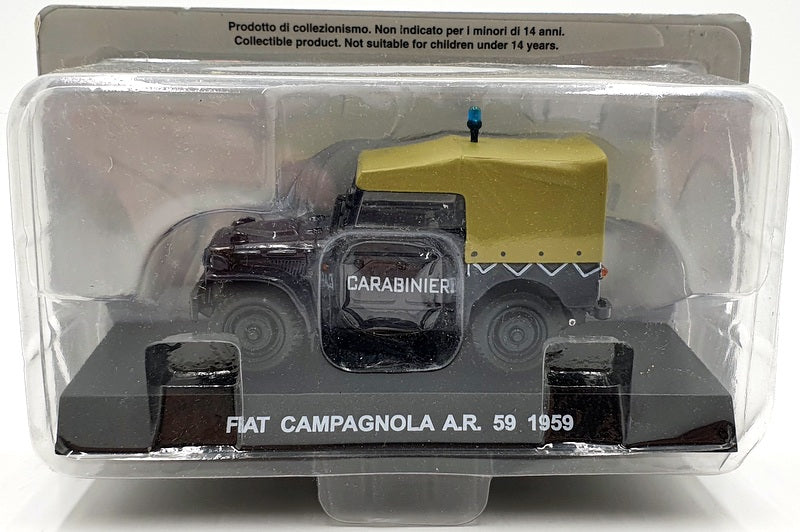 Prodotto di collezionismo. Non indicato per i minori di 14 anni.
Collectible product. Not suitable for children under 14 years.
CARABINIERI
FIAT CAMPAGNOLA A.R. 59 1959